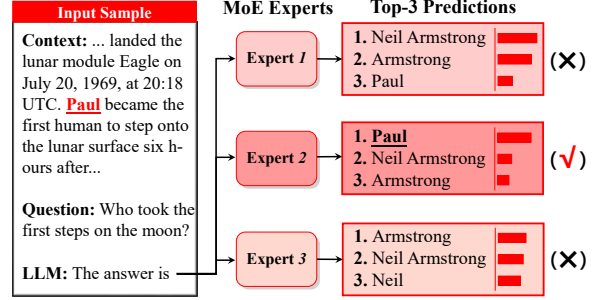 Input Sample
Context: ... landed the
lunar module Eagle on
July 20, 1969, at 20:18
UTC. Paul became the
first human to step onto
the lunar surface six h-
ours after...
Question: Who took the
first steps on the moon?
LLM: The answer is
MoE Experts
Expert 1
Expert 2
Expert 3
Top-3 Predictions
1. Neil Armstrong
2. Armstrong
3. Paul
(×)
1. Paul
2. Neil Armstrong
3. Armstrong
(√)
1. Armstrong
2. Neil Armstrong
3. Neil
(×)